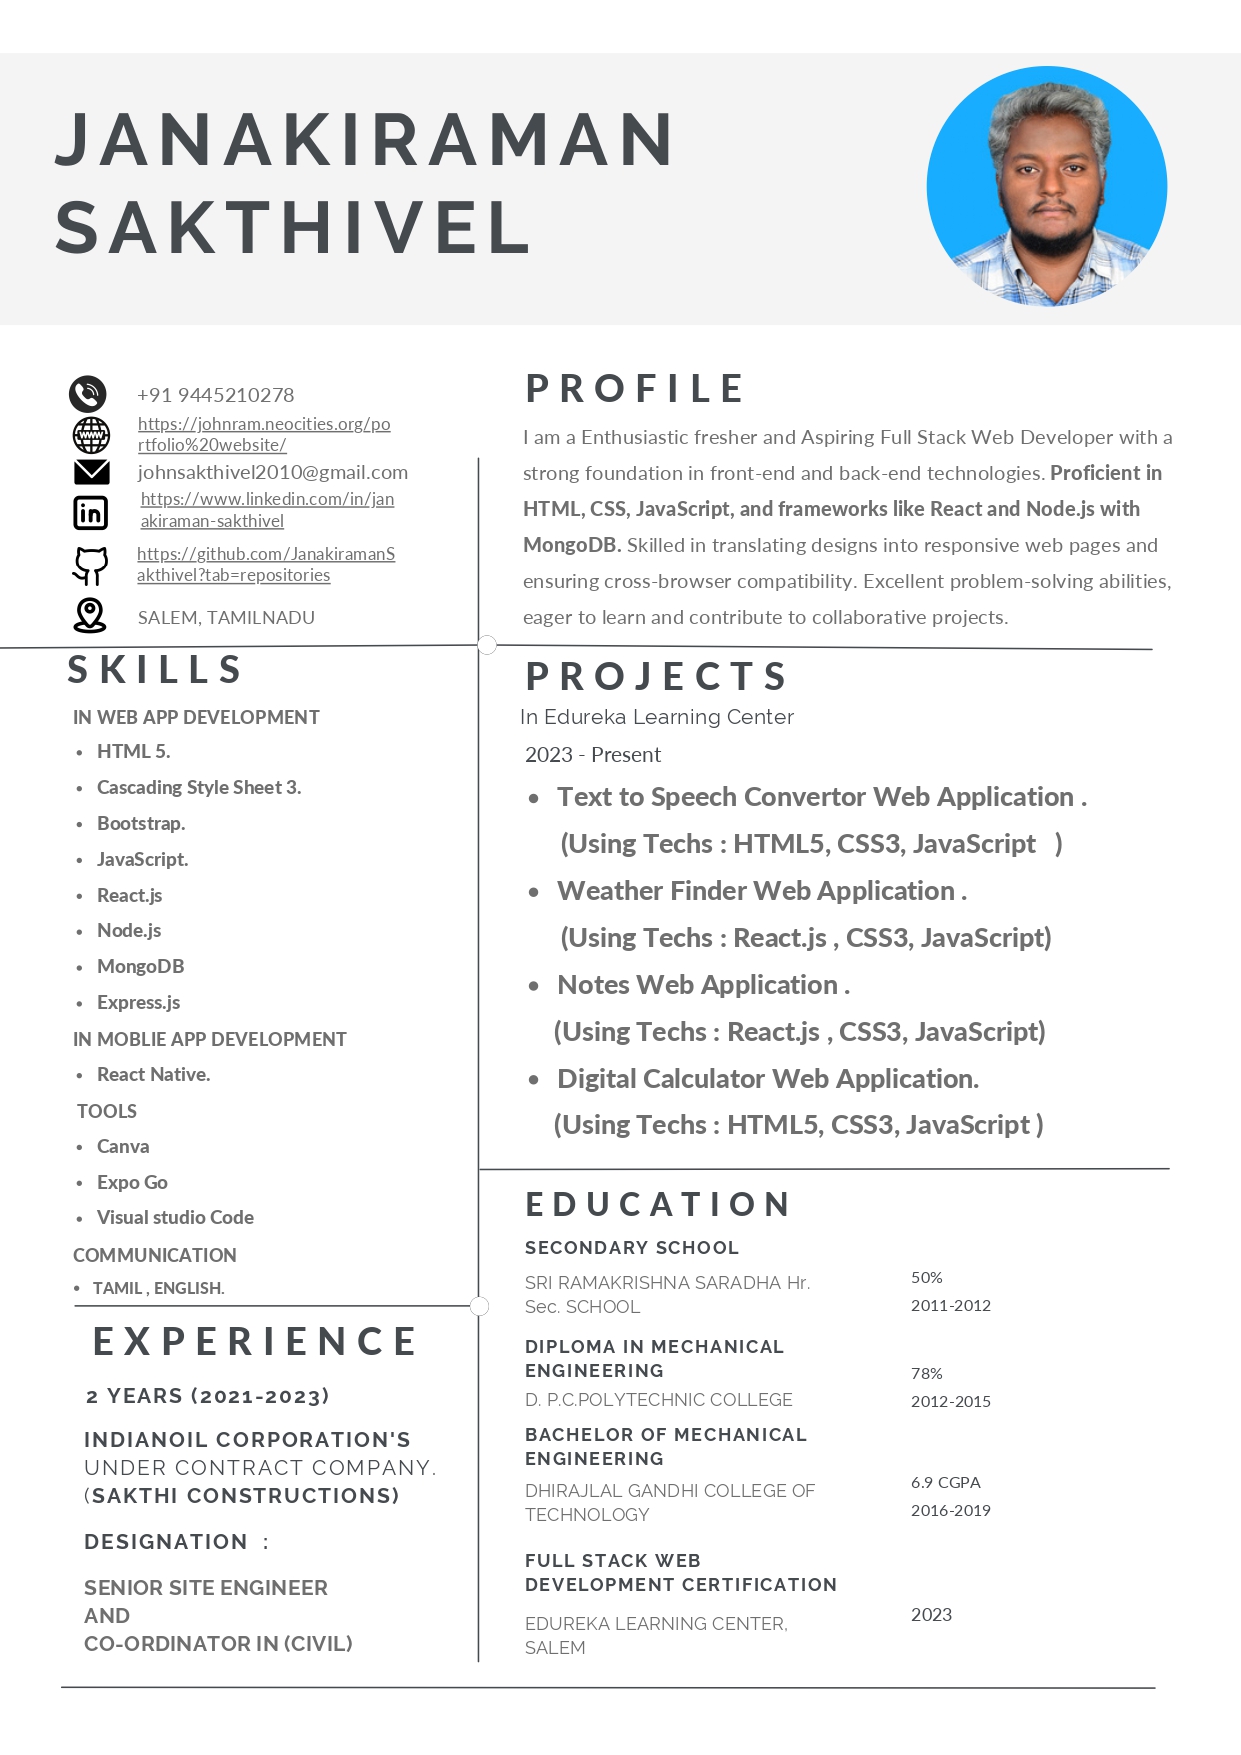 JANAKIRAMAN
SAKTHIVEL
+91 9445210278
https://johnram.neocities.org/po
rtfolio%20website/
johnsakthivel2010@gmail.com
https://www.linkedin.com/in/jan
akiraman-sakthivel
https://github.com/JanakiramanS
akthivel?tab=repositories
SALEM, TAMILNADU
SKILLS
IN WEB APP DEVELOPMENT
• HTML 5.
• Cascading Style Sheet 3.
• Bootstrap.
• JavaScript.
• React.js
• Node.js
• MongoDB
• Express.js
IN MOBLIE APP DEVELOPMENT
• React Native.
TOOLS
• Canva
• Expo Go
• Visual studio Code
COMMUNICATION
• TAMIL , ENGLISH.
EXPERIENCE
2 YEARS (2021-2023)
INDIANOIL CORPORATION'S
UNDER CONTRACT COMPANY.
(SAKTHI CONSTRUCTIONS)
DESIGNATION :
SENIOR SITE ENGINEER
AND
CO-ORDINATOR IN (CIVIL)
PROFILE
I am a Enthusiastic fresher and Aspiring Full Stack Web Developer with a
strong foundation in front-end and back-end technologies. Proficient in
HTML, CSS, JavaScript, and frameworks like React and Node.js with
MongoDB. Skilled in translating designs into responsive web pages and
ensuring cross-browser compatibility. Excellent problem-solving abilities,
eager to learn and contribute to collaborative projects.
PROJECTS
In Edureka Learning Center
2023 - Present
• Text to Speech Convertor Web Application .
(Using Techs : HTML5, CSS3, JavaScript )
• Weather Finder Web Application .
(Using Techs : React.js , CSS3, JavaScript)
• Notes Web Application .
(Using Techs : React.js , CSS3, JavaScript)
• Digital Calculator Web Application.
(Using Techs : HTML5, CSS3, JavaScript )
EDUCATION
SECONDARY SCHOOL
SRI RAMAKRISHNA SARADHA Hr.
Sec. SCHOOL
50%
2011-2012
DIPLOMA IN MECHANICAL
ENGINEERING
D. P.C.POLYTECHNIC COLLEGE
78%
2012-2015
BACHELOR OF MECHANICAL
ENGINEERING
DHIRAJLAL GANDHI COLLEGE OF
TECHNOLOGY
6.9 CGPA
2016-2019
FULL STACK WEB
DEVELOPMENT CERTIFICATION
EDUREKA LEARNING CENTER,
SALEM
2023